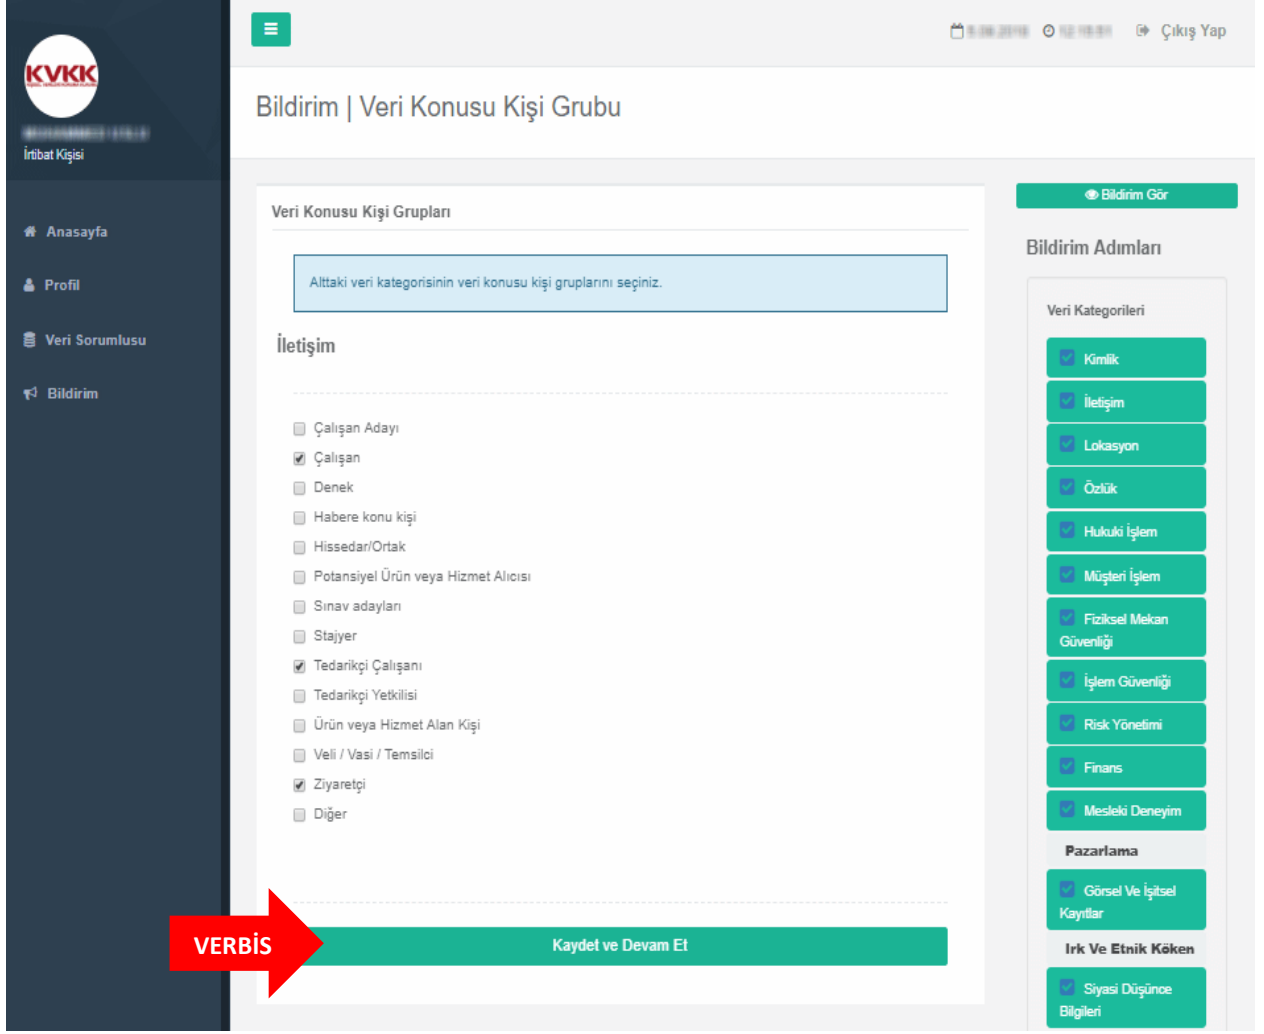 Çıkış Yap
KVKK
İrtibat Kişisi
Anasayfa
Profil
Veri Sorumlusu
Bildirim
Bildirim | Veri Konusu Kişi Grubu
Veri Konusu Kişi Grupları
Alttaki veri kategorisinin veri konusu kişi gruplarını seçiniz.
İletişim
Çalışan Adayı
Çalışan
Denek
Habere konu kişi
Hissedar/Ortak
Potansiyel Ürün veya Hizmet Alıcısı
Sınav adayları
Stajyer
Tedarikçi Çalışanı
Tedarikçi Yetkilisi
Ürün veya Hizmet Alan Kişi
Veli / Vasi / Temsilci
Ziyaretçi
Diğer
VERBİS
Kaydet ve Devam Et
Bildirim Gör
Bildirim Adımları
Veri Kategorileri
Kimlik
İletişim
Lokasyon
Özlük
Hukuki İşlem
Müşteri İşlem
Fiziksel Mekan
Güvenliği
İşlem Güvenliği
Risk Yönetimi
Finans
Mesleki Deneyim
Pazarlama
Görsel Ve İşitsel
Kayıtlar
Irk Ve Etnik Köken
Siyasi Düşünce
Bilgileri